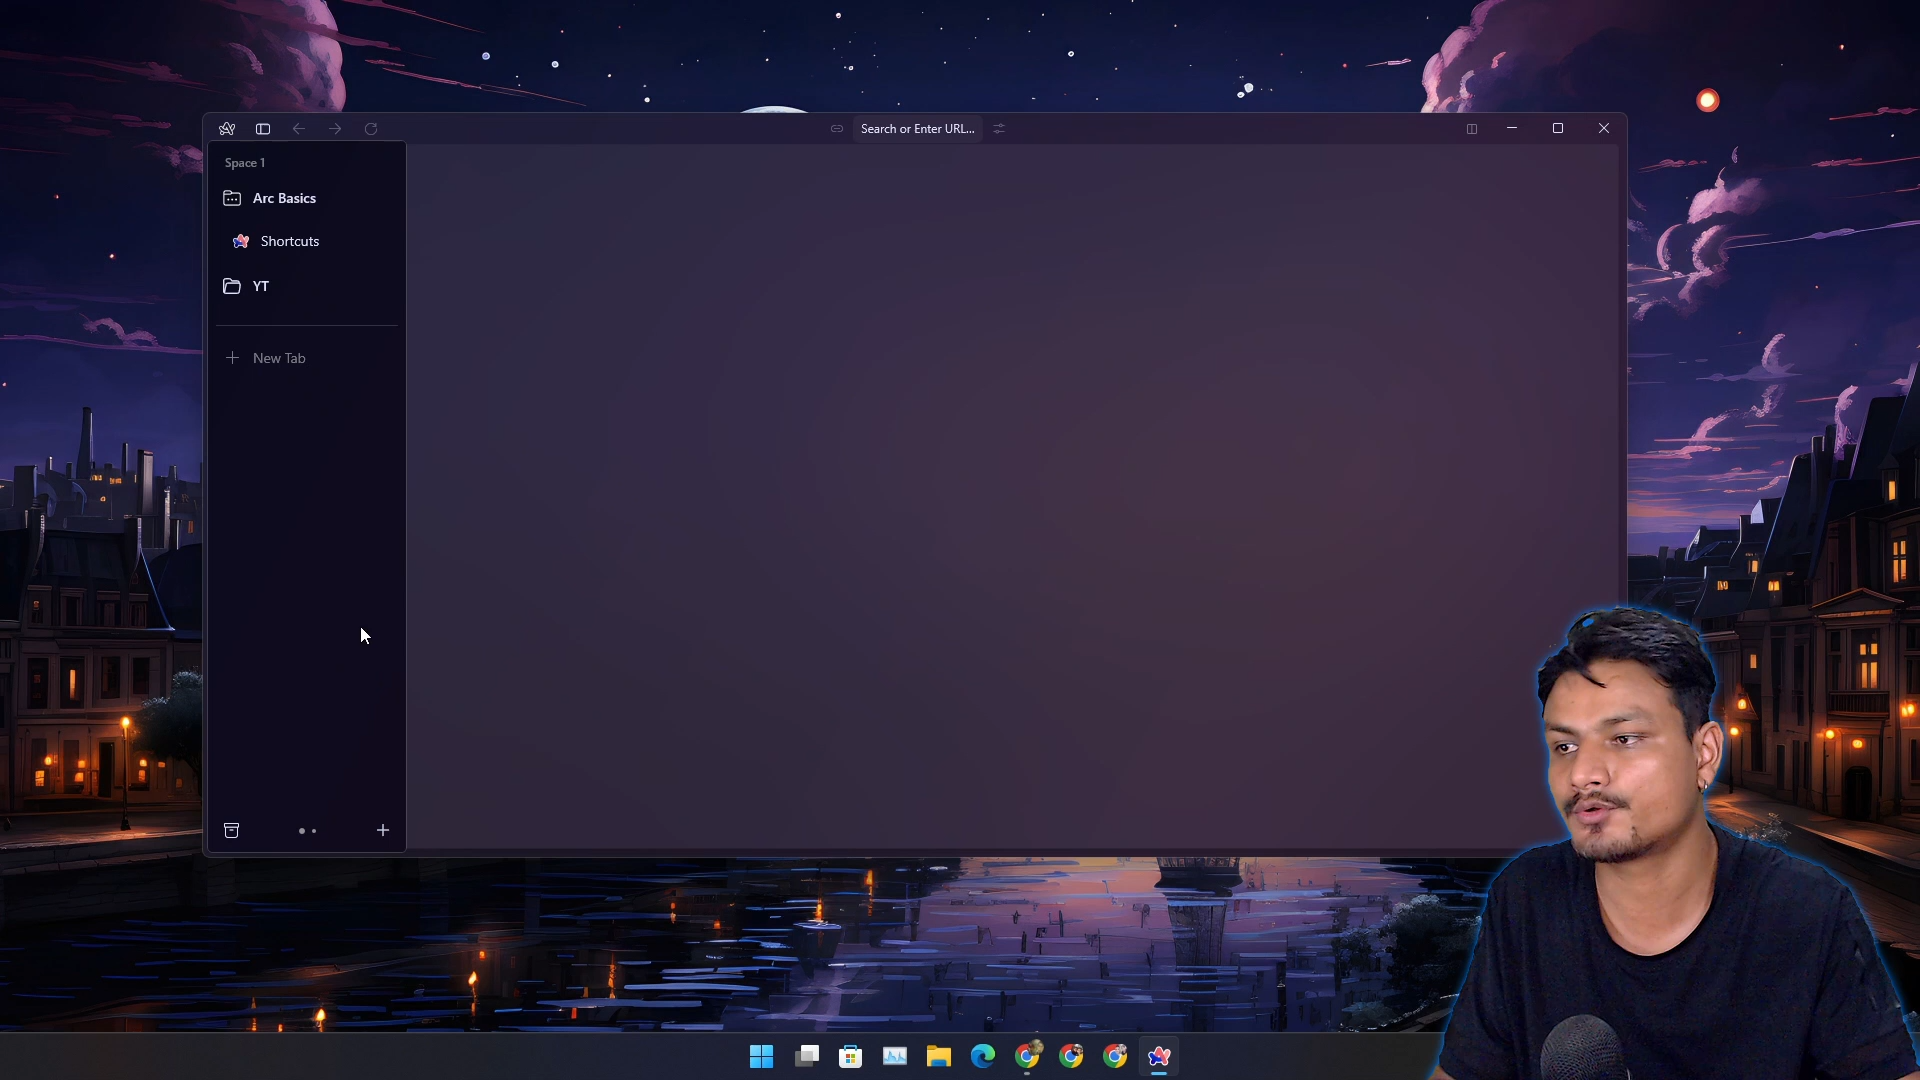 Search or Enter URL...
Space 1
Arc Basics
Shortcuts
YT
New Tab